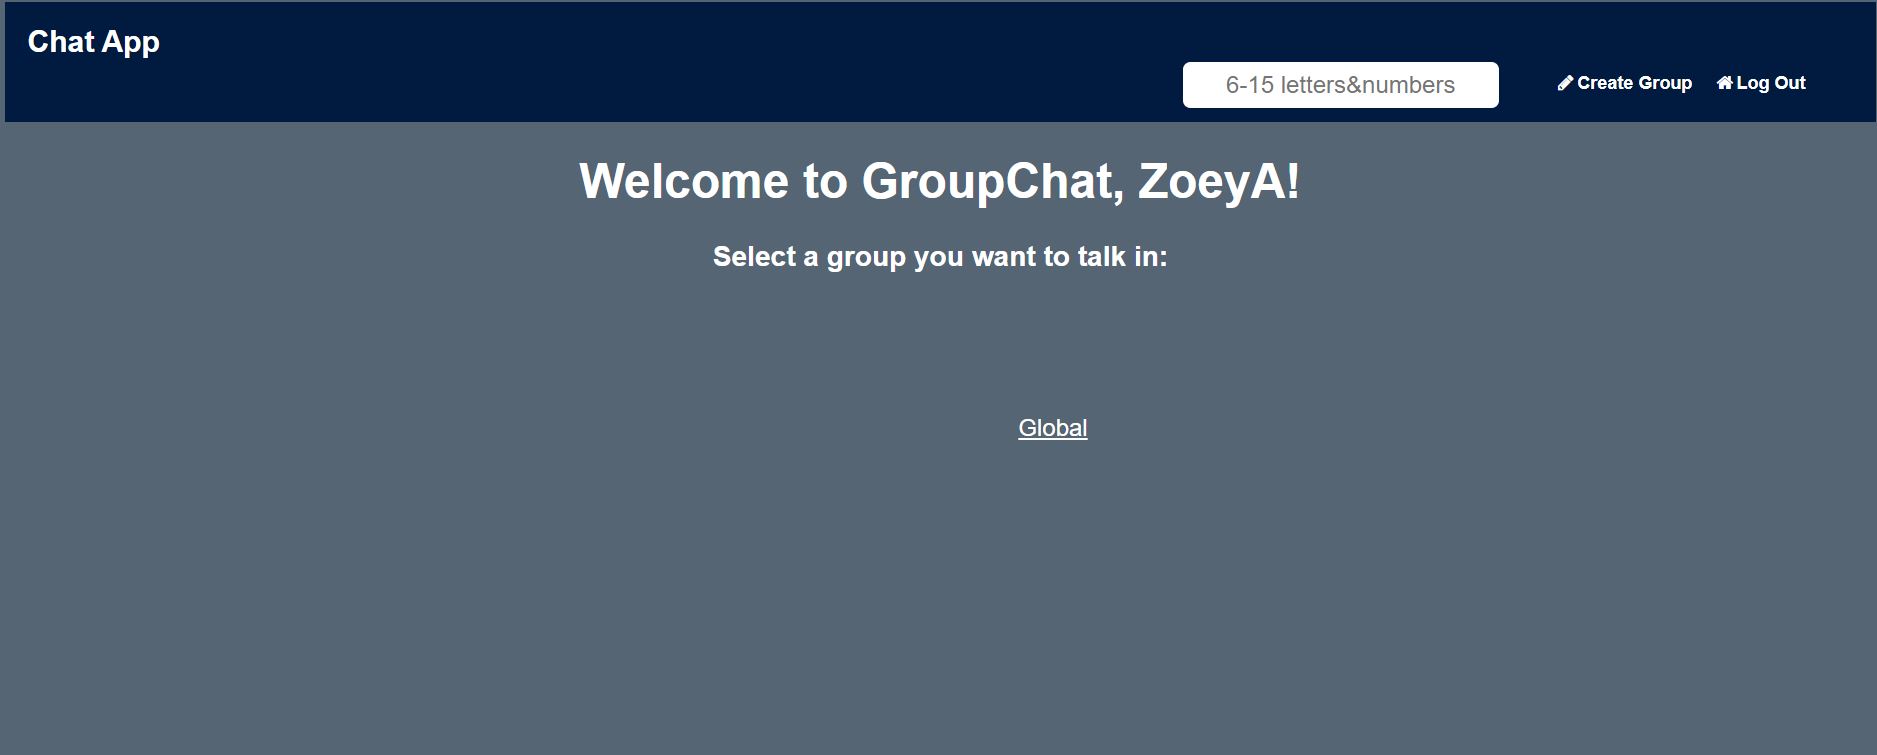 Chat App
6-15 letters&numbers
Create Group
Log Out
Welcome to GroupChat, ZoeyA!
Select a group you want to talk in:
Global